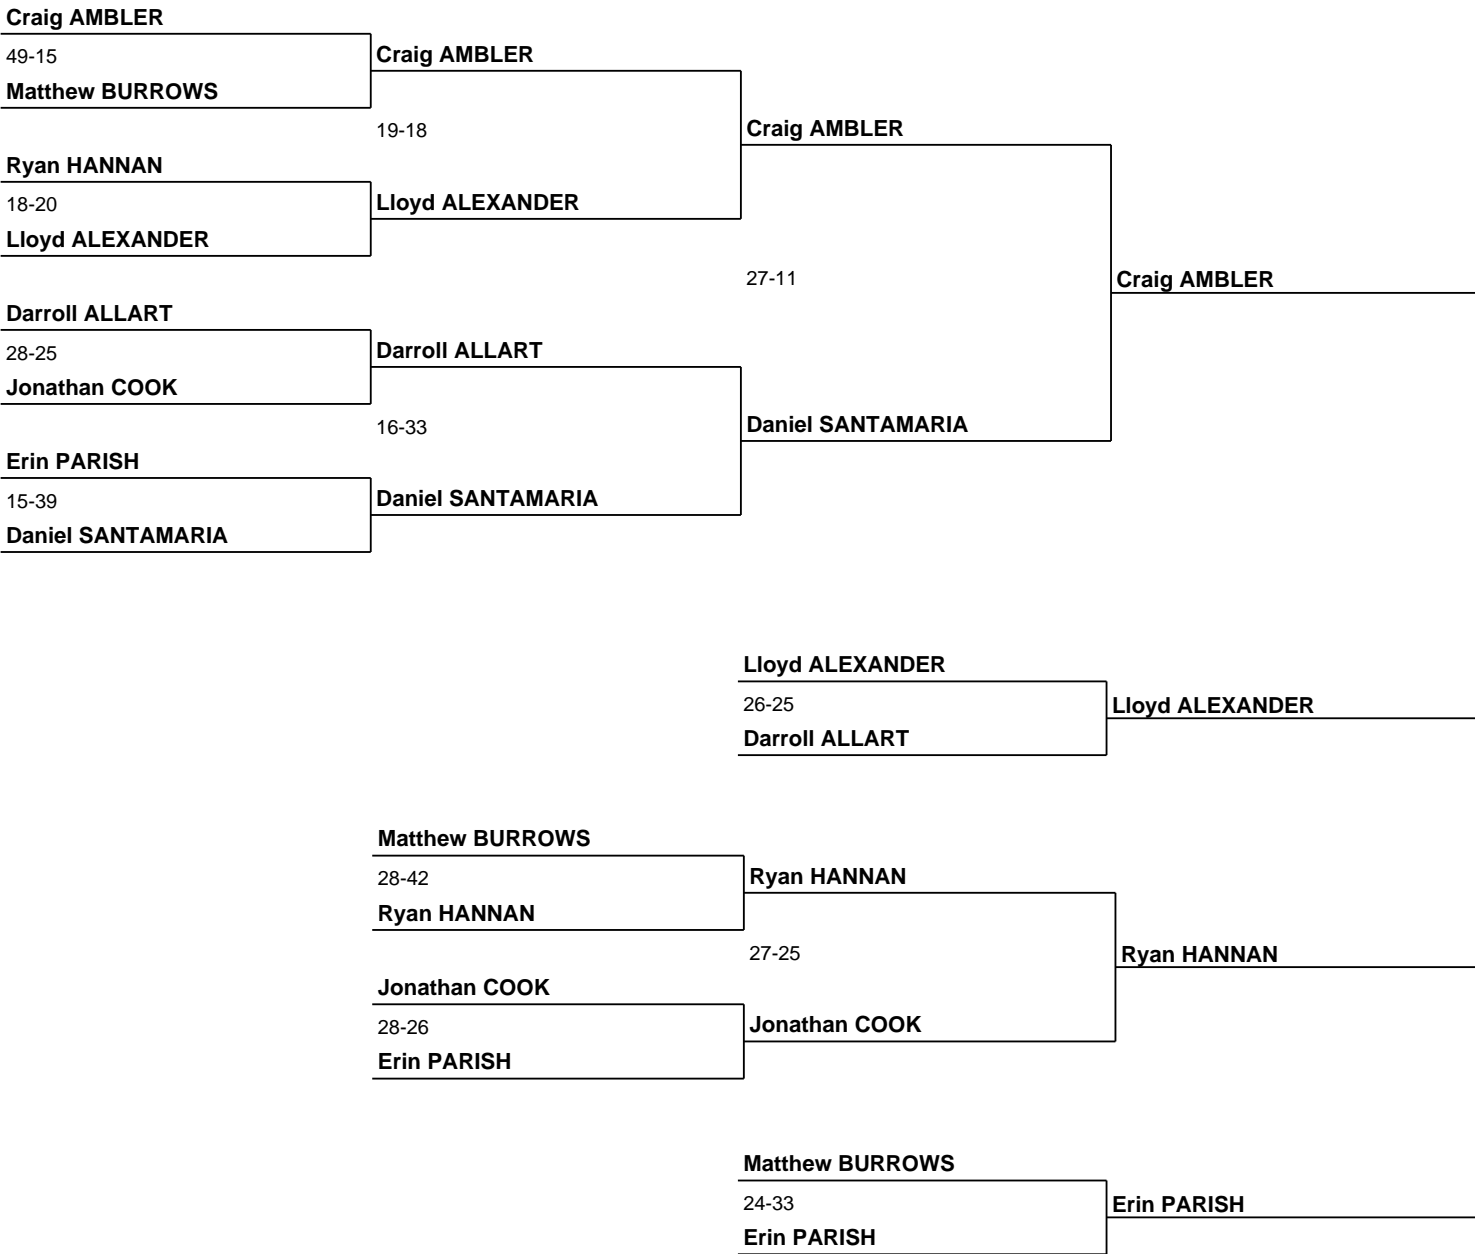 Craig AMBLER
49-15
Craig AMBLER
Matthew BURROWS
19-18
Craig AMBLER
Ryan HANNAN
18-20
Lloyd ALEXANDER
Lloyd ALEXANDER
27-11
Craig AMBLER
Darroll ALLART
28-25
Darroll ALLART
Jonathan COOK
16-33
Daniel SANTAMARIA
Erin PARISH
15-39
Daniel SANTAMARIA
Daniel SANTAMARIA
Lloyd ALEXANDER
26-25
Lloyd ALEXANDER
Darroll ALLART
Matthew BURROWS
28-42
Ryan HANNAN
Ryan HANNAN
27-25
Ryan HANNAN
Jonathan COOK
28-26
Jonathan COOK
Erin PARISH
Matthew BURROWS
24-33
Erin PARISH
Erin PARISH